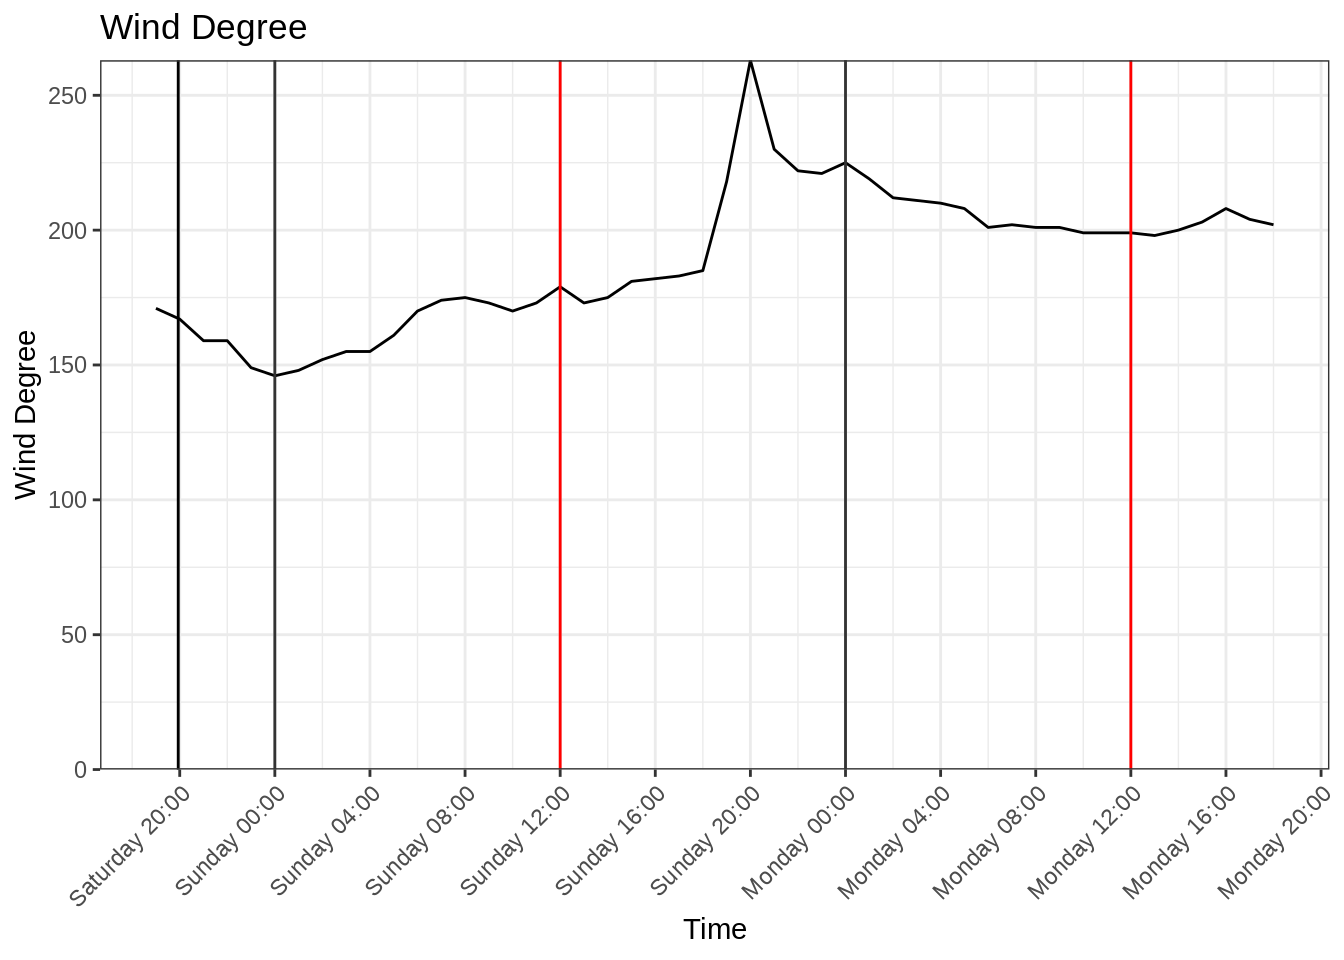 Wind Degree
Wind Degree
250
200
150
100
50
0
Saturday 20:00
Sunday 00:00
Sunday 04:00
Sunday 08:00
Sunday 12:00
Sunday 16:00
Sunday 20:00
Monday 00:00
Monday 04:00
Monday 08:00
Monday 12:00
Monday 16:00
Monday 20:00
Time